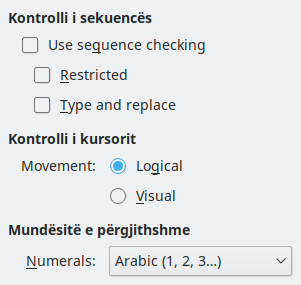 Kontrolli i sekuencës
Use sequence checking
Restricted
Type and replace
Kontrolli i kursorit
Movement: Logical
Visual
Mundësitë e përgjithshme
Numerals: Arabic (1, 2, 3...)